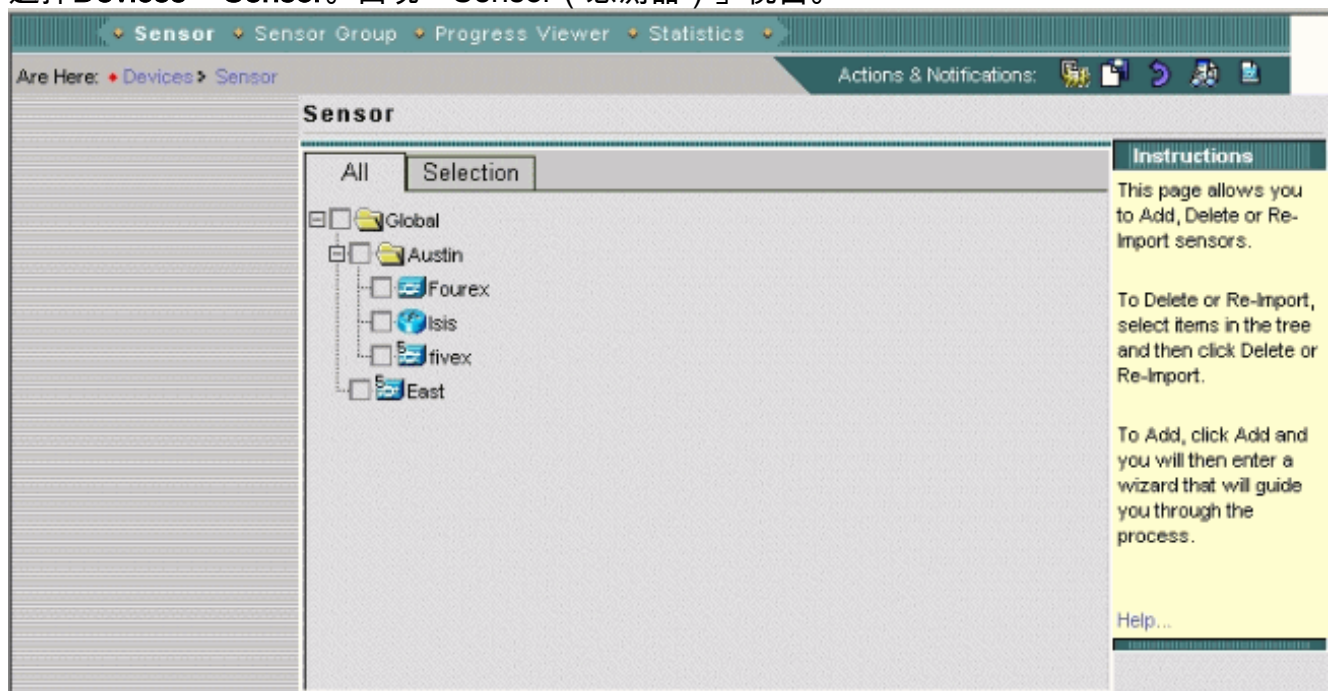 Sensor Sensor Group Progress Viewer Statistics
Are Here: Devices > Sensor
Actions & Notifications:
Sensor
All Selection
Global
Austin
Fourex
Isis
5 fivex
5 East
Instructions
This page allows you
to Add, Delete or Re-
Import sensors.
To Delete or Re-Import,
select items in the tree
and then click Delete or
Re-Import.
To Add, click Add and
you will then enter a
wizard that will guide
you through the
process.
Help...